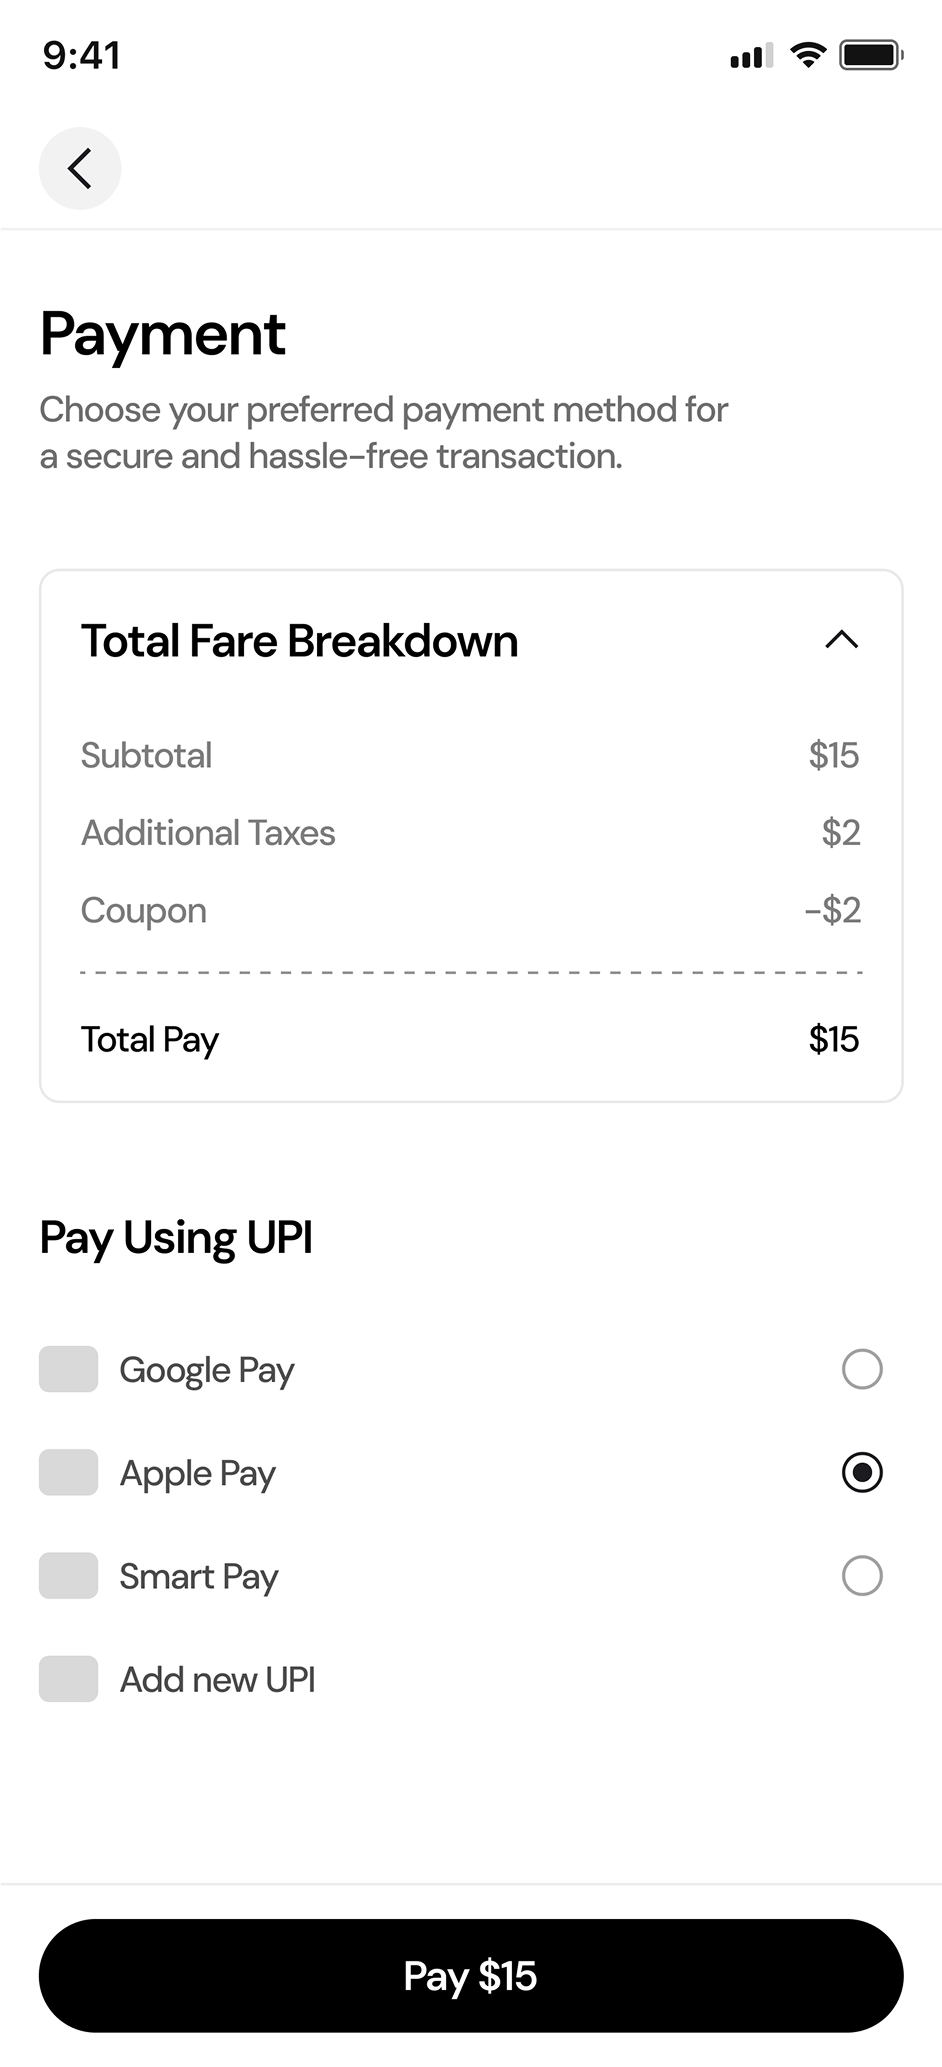 9:41
Payment
Choose your preferred payment method for
a secure and hassle-free transaction.
Total Fare Breakdown
Subtotal $15
Additional Taxes $2
Coupon -$2
Total Pay $15
Pay Using UPI
Google Pay
Apple Pay
Smart Pay
Add new UPI
Pay $15